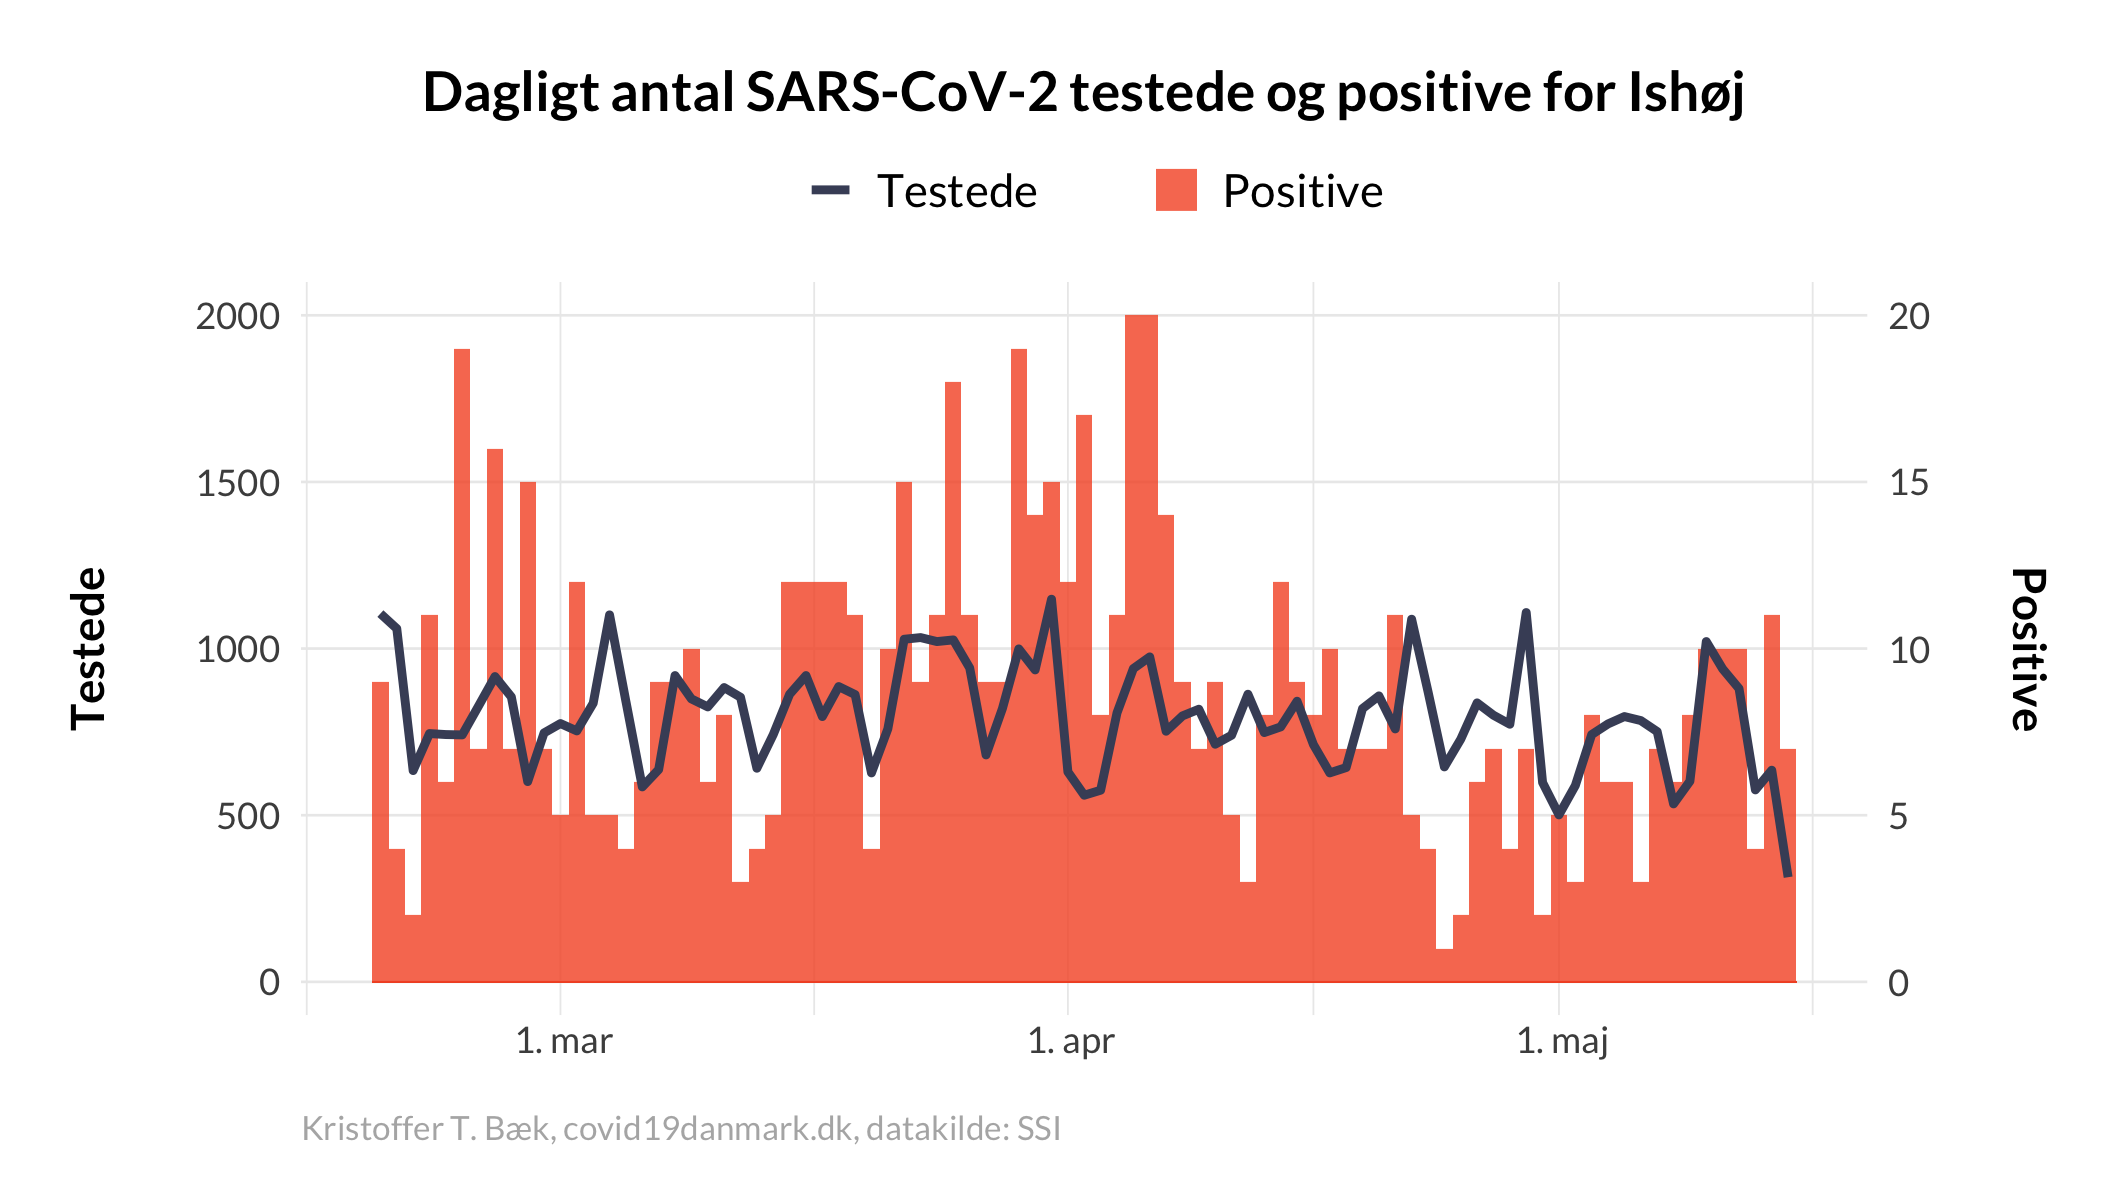 Dagligt antal SARS-CoV-2 testede og positive for Ishøj
Testede
Positive
2000
1500
1000
500
0
Testede
20
15
10
5
0
Positive
1. mar
1. apr
1. maj
Kristoffer T. Bæk, covid19danmark.dk, datakilde: SSI